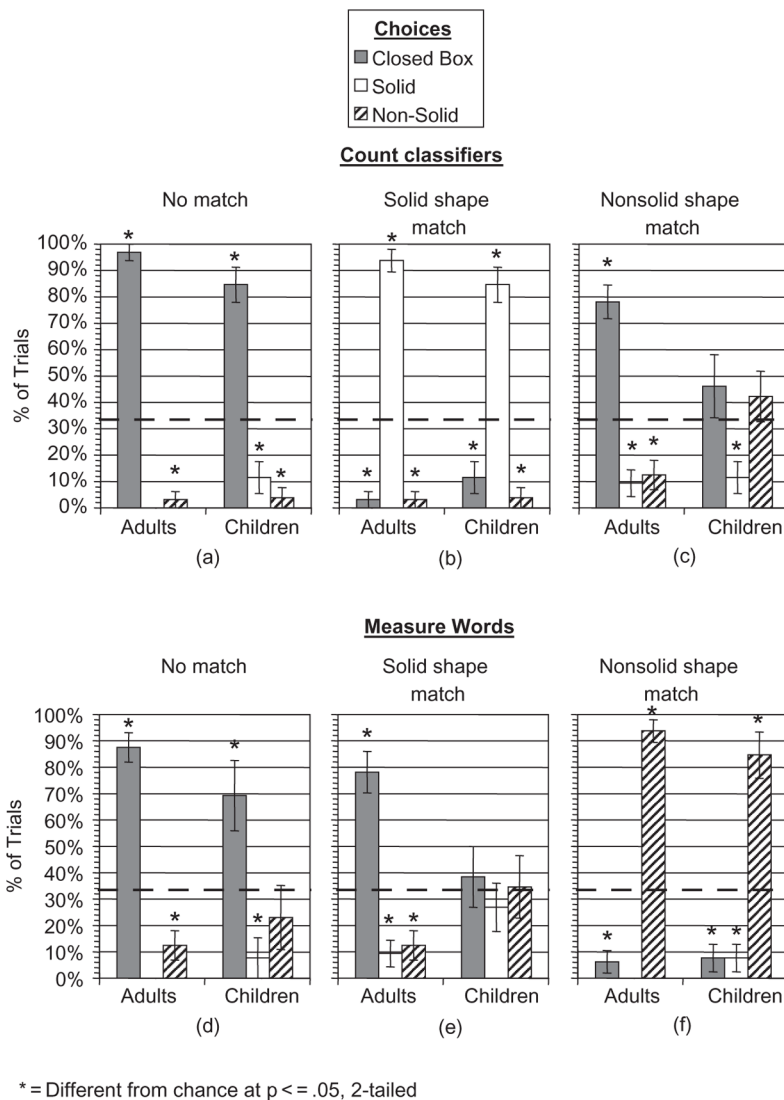 Choices
Closed Box
Solid
Non-Solid
Count classifiers
No match
Solid shape
match
Nonsolid shape
match
% of Trials
100%
90%
80%
70%
60%
50%
40%
30%
20%
10%
0%
* * * *
* * * * * *
* * * *
Adults Children
(a)
Adults Children
(b)
Adults Children
(c)
Measure Words
No match
Solid shape
match
Nonsolid shape
match
% of Trials
100%
90%
80%
70%
60%
50%
40%
30%
20%
10%
0%
* * * *
* * *
* * * * *
Adults Children
(d)
Adults Children
(e)
Adults Children
(f)
* = Different from chance at p < = .05, 2-tailed